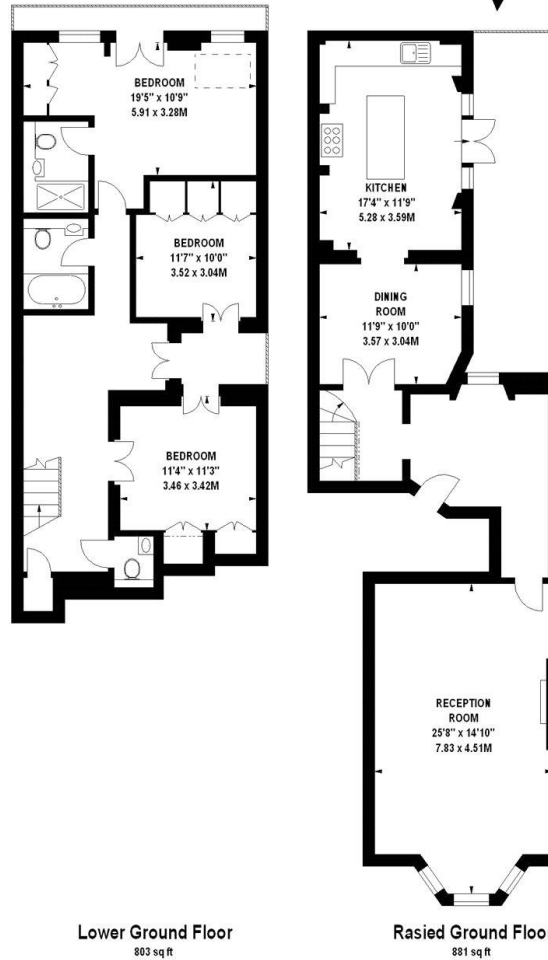 BEDROOM
19'5" x 10'9"
5.91 x 3.28M
BEDROOM
11'7" x 10'0"
3.52 x 3.04M
BEDROOM
11'4" x 11'3"
3.46 x 3.42M
Lower Ground Floor
803 sq ft
KITCHEN
17'4" x 11'9"
5.28 x 3.59M
DINING
ROOM
11'9" x 10'0"
3.57 x 3.04M
RECEPTION
ROOM
25'8" x 14'10"
7.83 x 4.51M
Rasied Ground Floo
881 sq ft